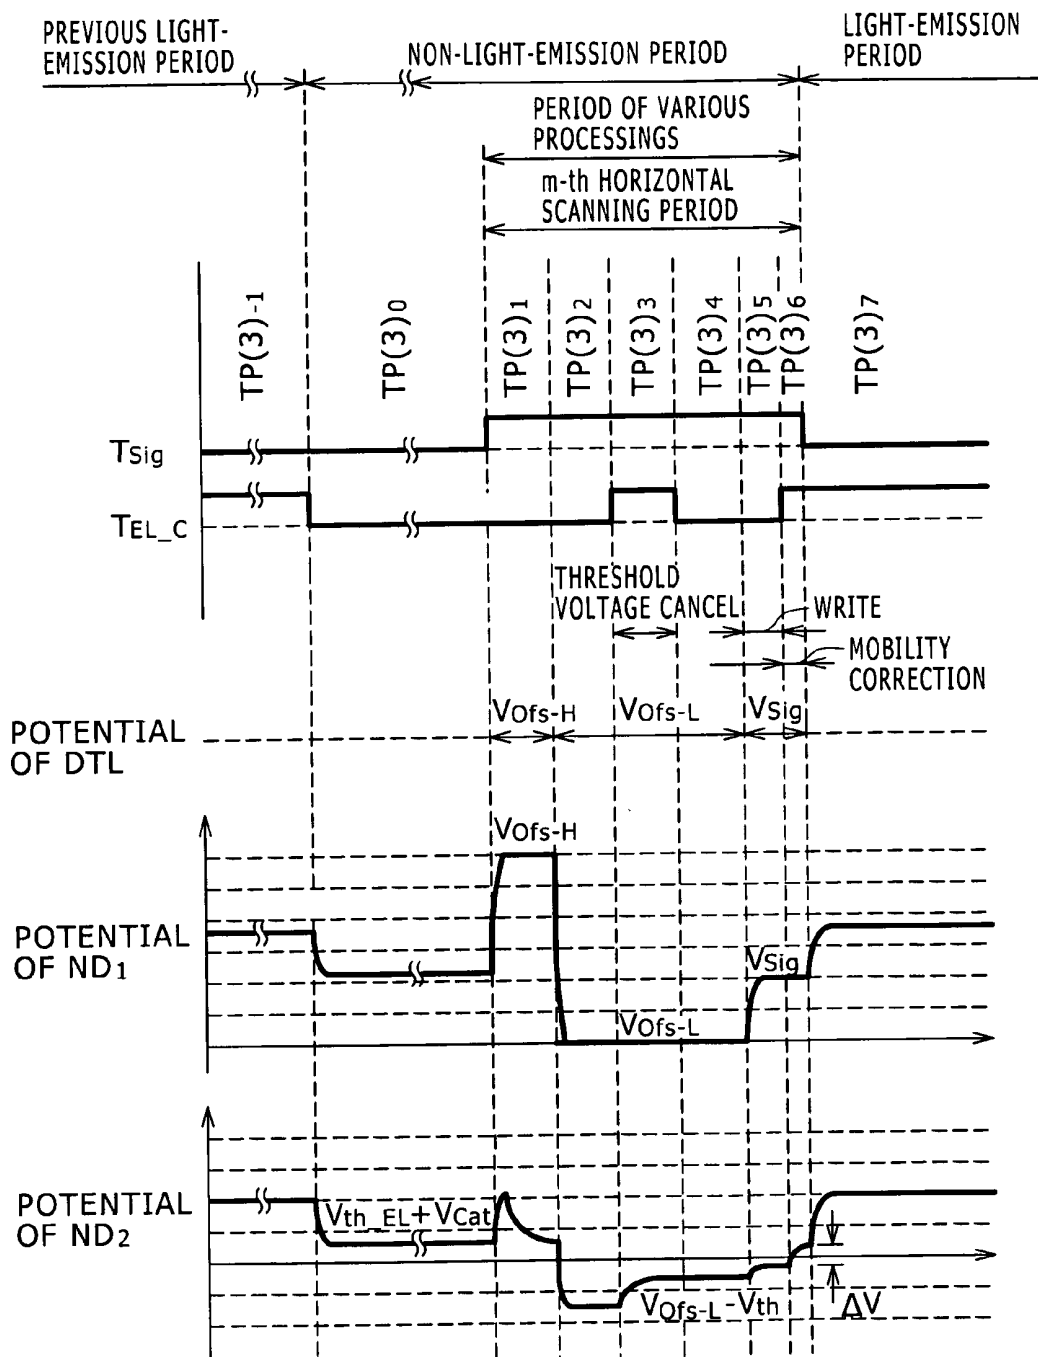 PREVIOUS LIGHT-
EMISSION PERIOD
NON-LIGHT-EMISSION PERIOD
LIGHT-EMISSION
PERIOD
PERIOD OF VARIOUS
PROCESSINGS
m-th HORIZONTAL
SCANNING PERIOD
TP(3)-1
TP(3)0
TP(3)1
TP(3)2
TP(3)3
TP(3)4
TP(3)5
TP(3)6
TP(3)7
TSig
TEL_C
THRESHOLD
VOLTAGE CANCEL
WRITE
MOBILITY
CORRECTION
POTENTIAL
OF DTL
VOfs-H
VOfs-L
VSig
POTENTIAL
OF ND1
VOfs-H
VOfs-L
VSig
POTENTIAL
OF ND2
Vth_EL+VCat
VOfs-L-Vth
ΔV